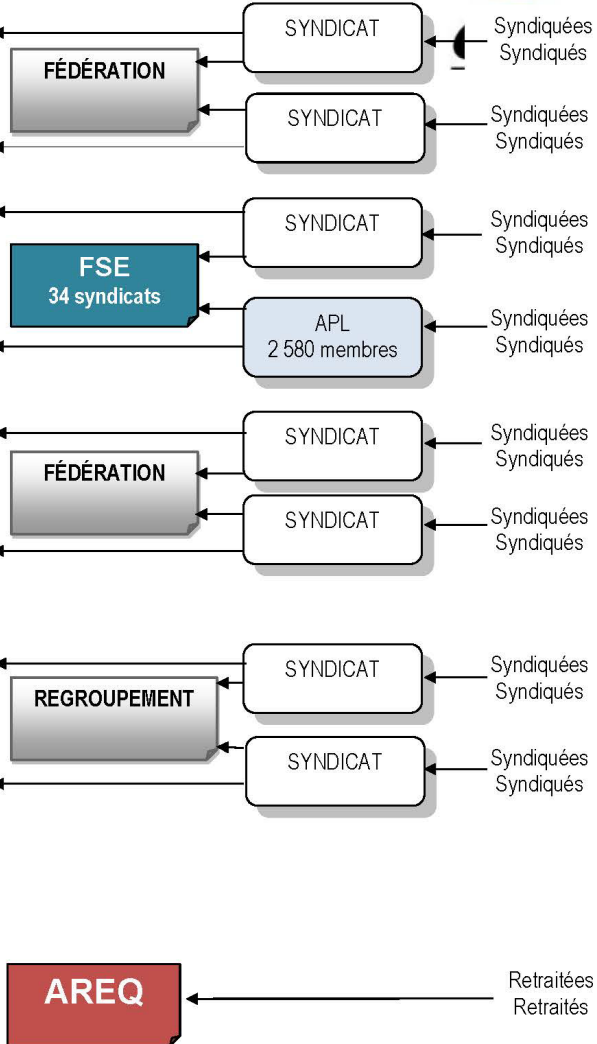 SYNDICAT
Syndiquées
Syndiqués
FÉDÉRATION
SYNDICAT
Syndiquées
Syndiqués
SYNDICAT
Syndiquées
Syndiqués
FSE
34 syndicats
APL
2 580 membres
Syndiquées
Syndiqués
SYNDICAT
Syndiquées
Syndiqués
FÉDÉRATION
SYNDICAT
Syndiquées
Syndiqués
SYNDICAT
Syndiquées
Syndiqués
REGROUPEMENT
SYNDICAT
Syndiquées
Syndiqués
AREQ
Retraitées
Retraités